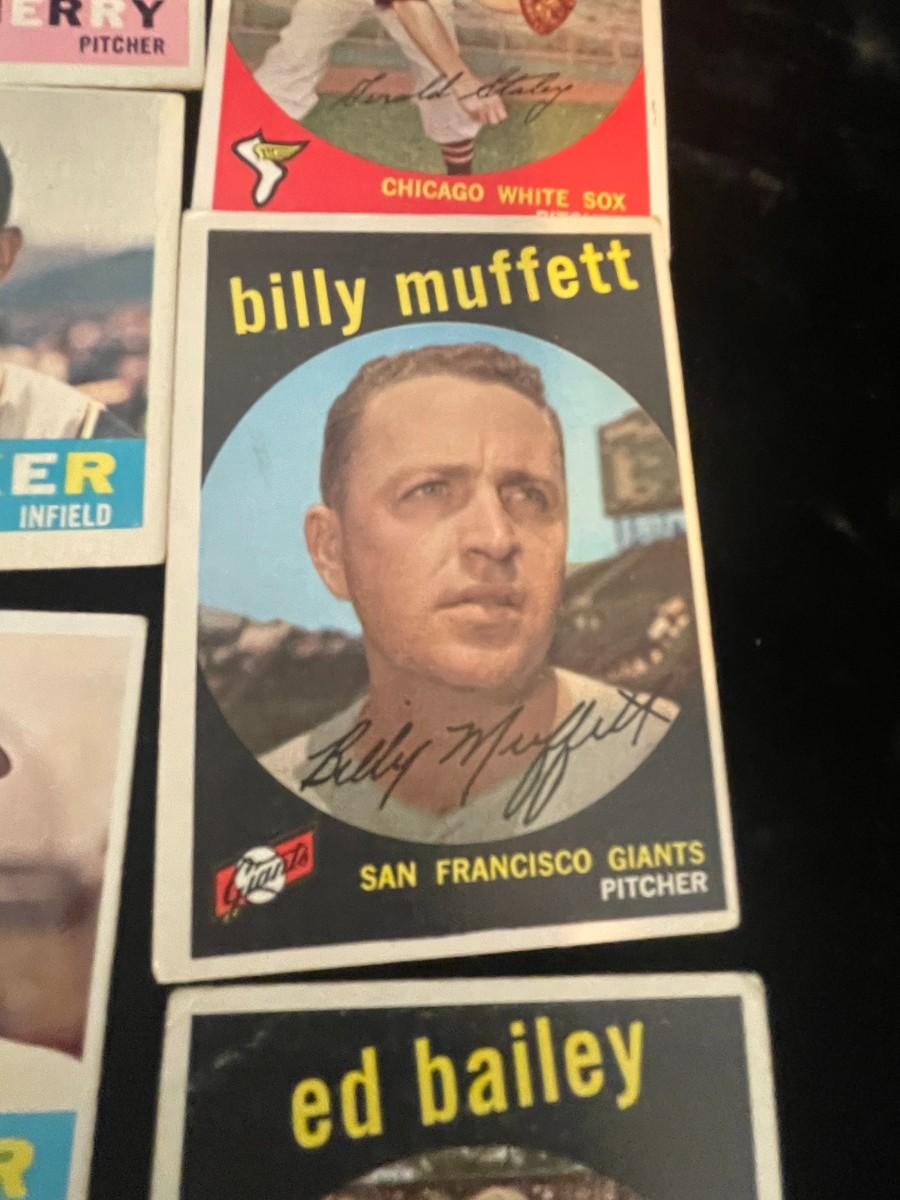 ERRY
PITCHER
Gerald Staley
CHICAGO WHITE SOX
billy muffett
ER
INFIELD
Billy Muffett
Giants
SAN FRANCISCO GIANTS
PITCHER
ed bailey
R